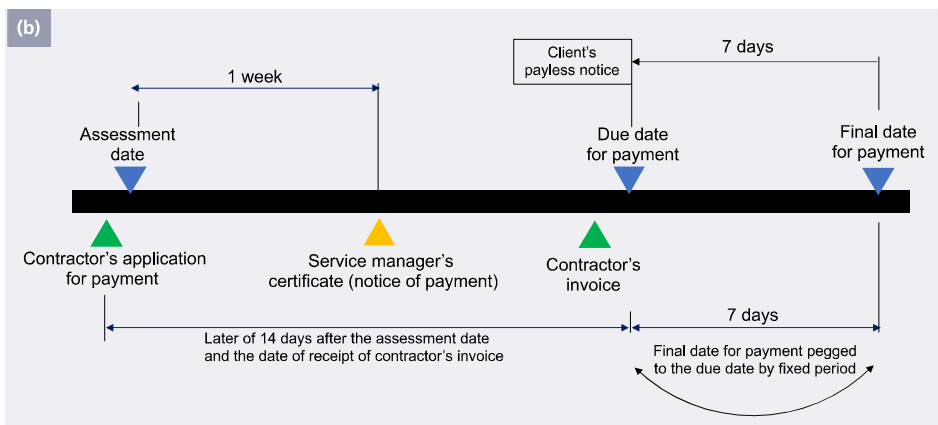 (b)
Client's
payless notice
7 days
1 week
Assessment
date
Due date
for payment
Final date
for payment
Contractor's application
for payment
Service manager's
certificate (notice of payment)
Contractor's
invoice
Later of 14 days after the assessment date
and the date of receipt of contractor's invoice
7 days
Final date for payment pegged
to the due date by fixed period